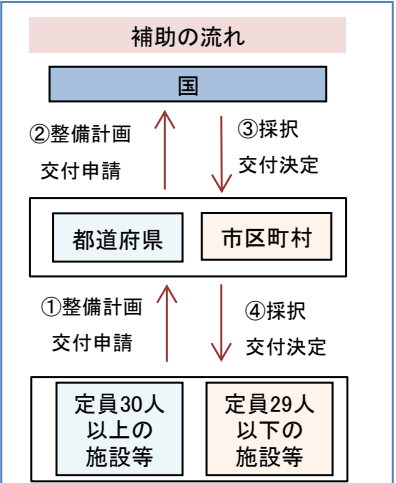 補助の流れ
国
②整備計画
交付申請
③採択
交付決定
都道府県
市区町村
①整備計画
交付申請
④採択
交付決定
定員30人
以上の
施設等
定員29人
以下の
施設等